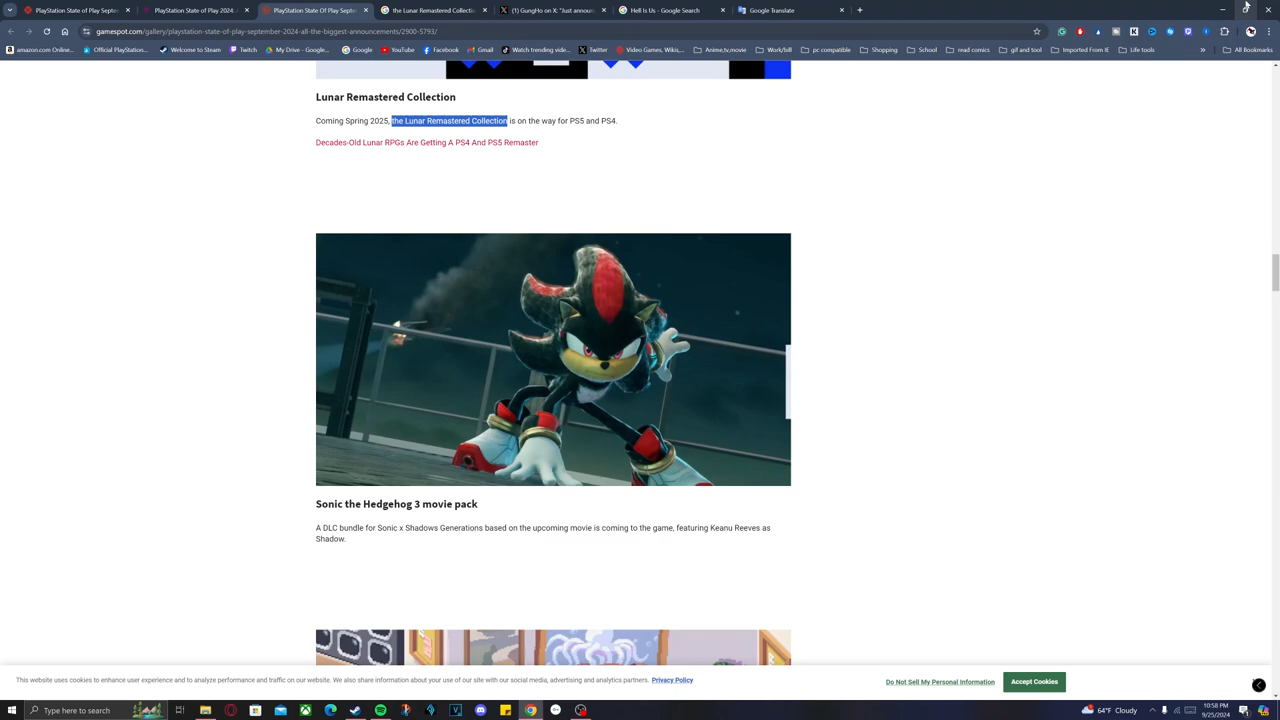 PlayStation State of Play Septe
PlayStation State of Play 2024
PlayStation State Of Play Septem
the Lunar Remastered Collectio
(1) GungHo on X: "Just announ
Hell Is Us - Google Search
Google Translate
gamespot.com/gallery/playstation-state-of-play-september-2024-all-the-biggest-announcements/2900-5793/
amazon.com Online...
Official PlayStation...
Welcome to Steam
Twitch
My Drive - Google...
Google
YouTube
Facebook
Gmail
Watch trending vide...
Twitter
Video Games, Wikis,...
Anime,tv,movie
Work/bill
pc compatible
Shopping
School
read comics
gif and tool
Imported From IE
Life tools
All Bookmarks
Lunar Remastered Collection
Coming Spring 2025, the Lunar Remastered Collection is on the way for PS5 and PS4.
Decades-Old Lunar RPGs Are Getting A PS4 And PS5 Remaster
Sonic the Hedgehog 3 movie pack
A DLC bundle for Sonic x Shadows Generations based on the upcoming movie is coming to the game, featuring Keanu Reeves as
Shadow.
This website uses cookies to enhance user experience and to analyze performance and traffic on our website. We also share information about your use of our site with our social media, advertising and analytics partners. Privacy Policy
Do Not Sell My Personal Information
Accept Cookies
Type here to search
64°F Cloudy
10:58 PM
9/25/2024